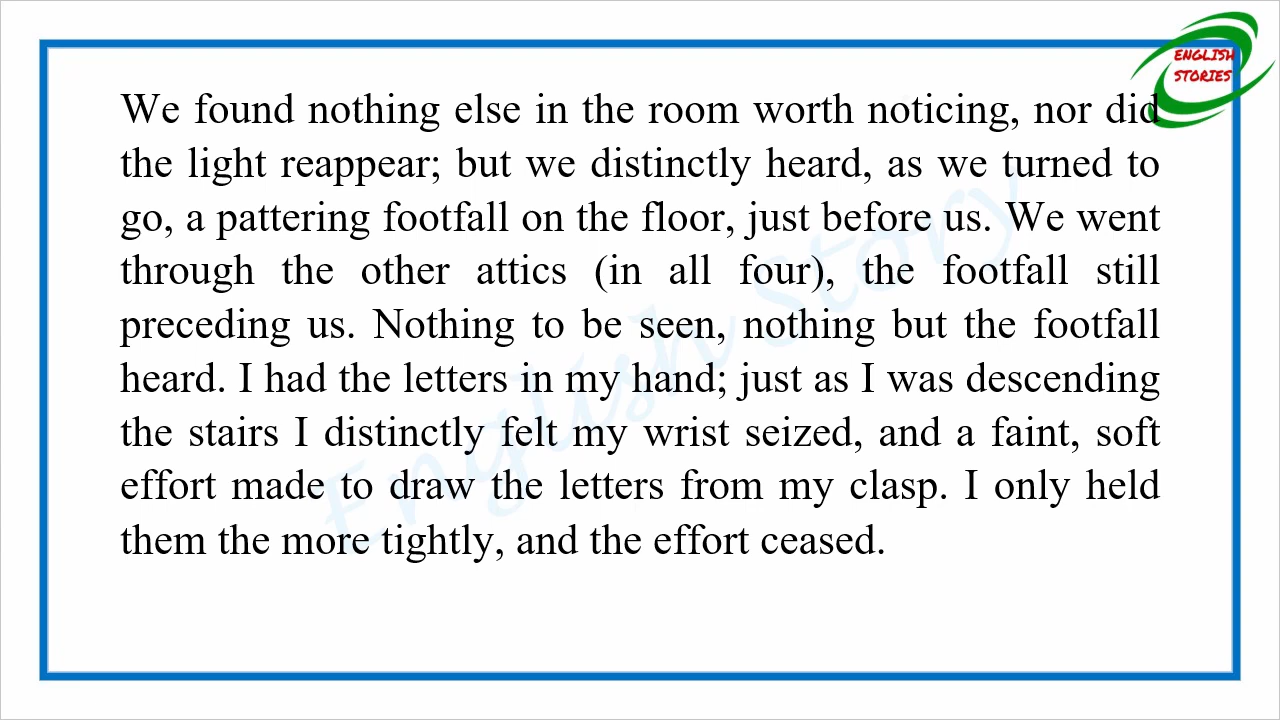 ENGLISH
STORIES
We found nothing else in the room worth noticing, nor did
the light reappear; but we distinctly heard, as we turned to
go, a pattering footfall on the floor, just before us. We went
through the other attics (in all four), the footfall still
preceding us. Nothing to be seen, nothing but the footfall
heard. I had the letters in my hand; just as I was descending
the stairs I distinctly felt my wrist seized, and a faint, soft
effort made to draw the letters from my clasp. I only held
them the more tightly, and the effort ceased.
English Story